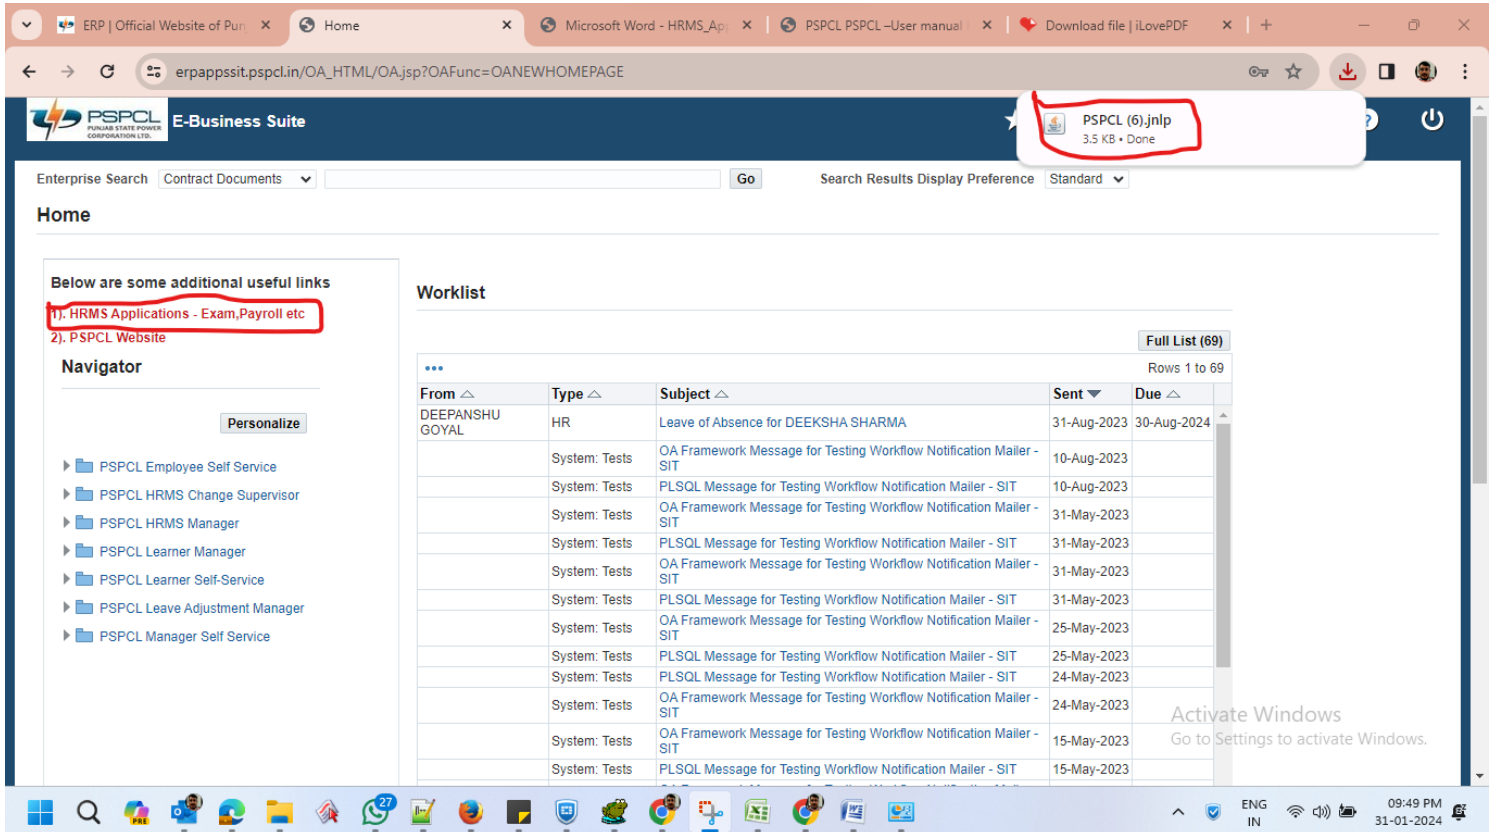 ERP | Official Website of Pun
Home
Microsoft Word - HRMS_Ap
PSPCL PSPCL –User manual
Download file | iLovePDF
erpappssit.pspcl.in/OA_HTML/OA.jsp?OAFunc=OANEWHOMEPAGE
PSPCL
PUNJAB STATE POWER
CORPORATION LTD.
E-Business Suite
PSPCL (6).jnlp
3.5 KB • Done
?
Enterprise Search Contract Documents Go Search Results Display Preference Standard
Home
Below are some additional useful links
1). HRMS Applications - Exam,Payroll etc
2). PSPCL Website
Navigator
Personalize
PSPCL Employee Self Service
PSPCL HRMS Change Supervisor
PSPCL HRMS Manager
PSPCL Learner Manager
PSPCL Learner Self-Service
PSPCL Leave Adjustment Manager
PSPCL Manager Self Service
Worklist
Full List (69)
Rows 1 to 69
From Type Subject Sent Due
DEEPANSHU GOYAL HR Leave of Absence for DEEKSHA SHARMA 31-Aug-2023 30-Aug-2024
System: Tests OA Framework Message for Testing Workflow Notification Mailer - SIT 10-Aug-2023
System: Tests PLSQL Message for Testing Workflow Notification Mailer - SIT 10-Aug-2023
System: Tests OA Framework Message for Testing Workflow Notification Mailer - SIT 31-May-2023
System: Tests PLSQL Message for Testing Workflow Notification Mailer - SIT 31-May-2023
System: Tests OA Framework Message for Testing Workflow Notification Mailer - SIT 31-May-2023
System: Tests PLSQL Message for Testing Workflow Notification Mailer - SIT 31-May-2023
System: Tests OA Framework Message for Testing Workflow Notification Mailer - SIT 25-May-2023
System: Tests PLSQL Message for Testing Workflow Notification Mailer - SIT 25-May-2023
System: Tests PLSQL Message for Testing Workflow Notification Mailer - SIT 24-May-2023
System: Tests OA Framework Message for Testing Workflow Notification Mailer - SIT 24-May-2023
System: Tests OA Framework Message for Testing Workflow Notification Mailer - SIT 15-May-2023
System: Tests PLSQL Message for Testing Workflow Notification Mailer - SIT 15-May-2023
Activate Windows
Go to Settings to activate Windows.
PRE
27
ENG
IN
09:49 PM
31-01-2024